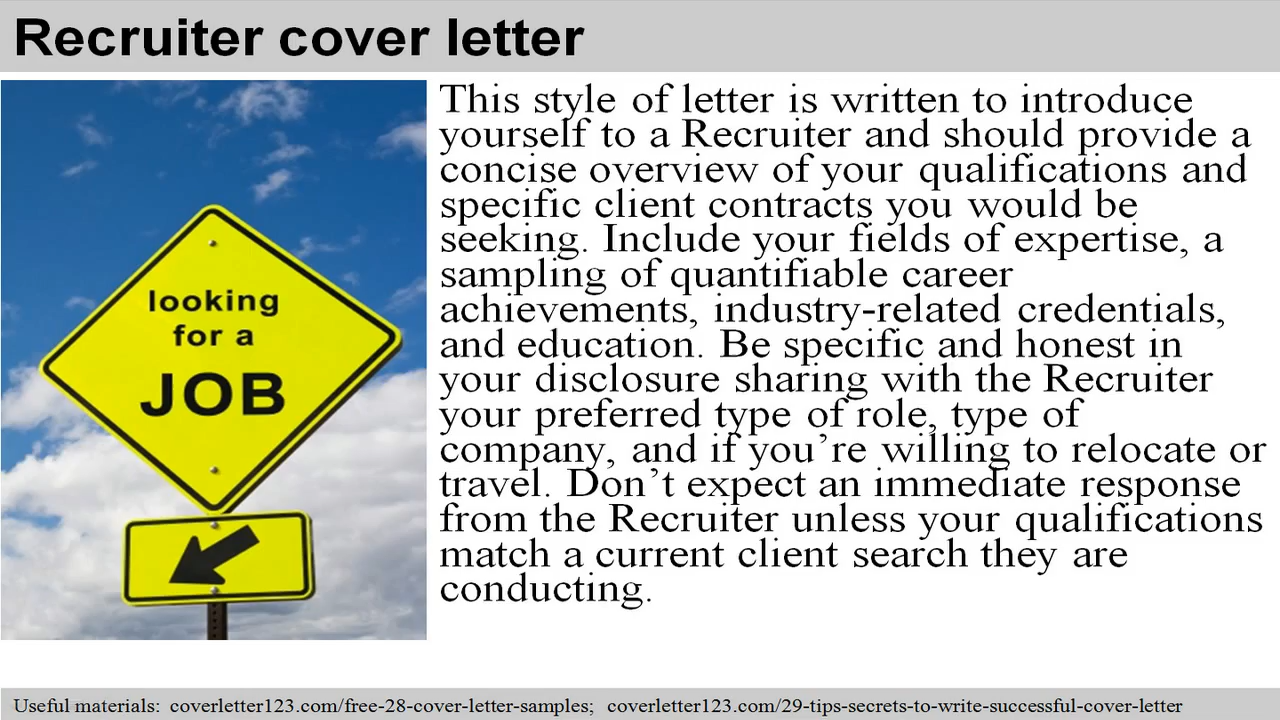 Recruiter cover letter
looking
for a
JOB
This style of letter is written to introduce
yourself to a Recruiter and should provide a
concise overview of your qualifications and
specific client contracts you would be
seeking. Include your fields of expertise, a
sampling of quantifiable career
achievements, industry-related credentials,
and education. Be specific and honest in
your disclosure sharing with the Recruiter
your preferred type of role, type of
company, and if you’re willing to relocate or
travel. Don’t expect an immediate response
from the Recruiter unless your qualifications
match a current client search they are
conducting.
Useful materials: coverletter123.com/free-28-cover-letter-samples; coverletter123.com/29-tips-secrets-to-write-successful-cover-letter